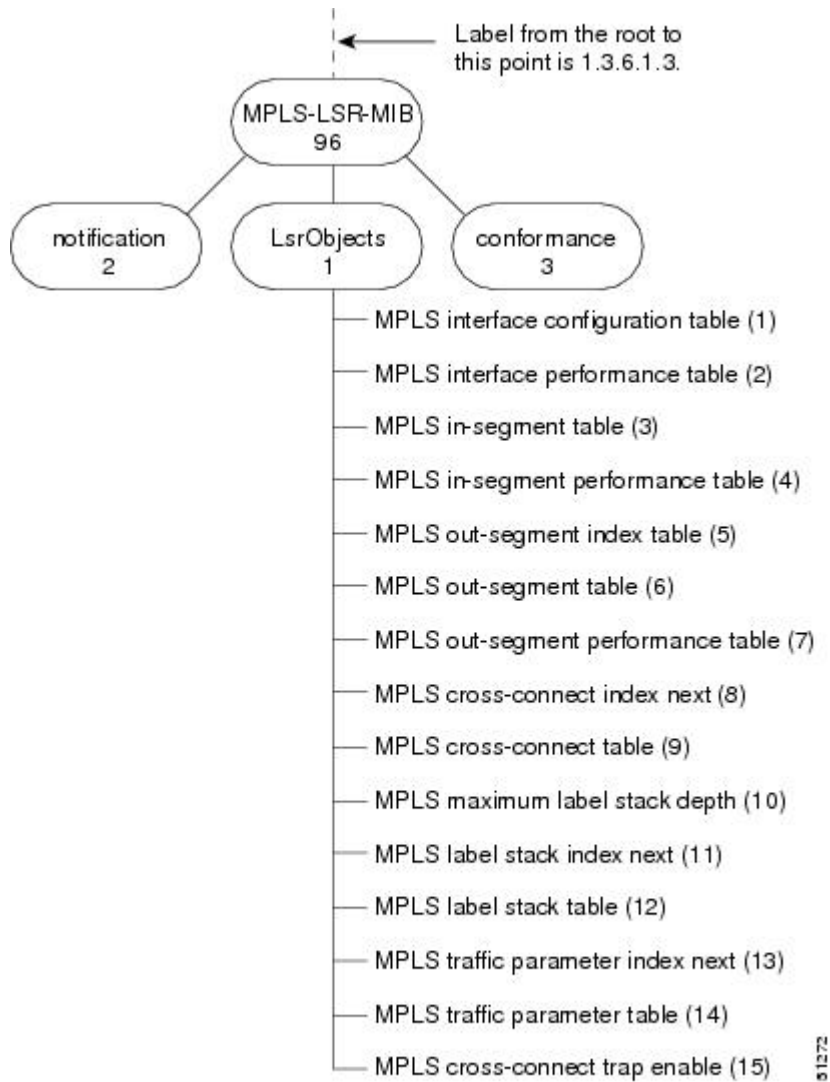 Label from the root to
this point is 1.3.6.1.3.
MPLS-LSR-MIB
96
notification
2
LsrObjects
1
conformance
3
MPLS interface configuration table (1)
MPLS interface performance table (2)
MPLS in-segment table (3)
MPLS in-segment performance table (4)
MPLS out-segment index table (5)
MPLS out-segment table (6)
MPLS out-segment performance table (7)
MPLS cross-connect index next (8)
MPLS cross-connect table (9)
MPLS maximum label stack depth (10)
MPLS label stack index next (11)
MPLS label stack table (12)
MPLS traffic parameter index next (13)
MPLS traffic parameter table (14)
MPLS cross-connect trap enable (15)
51272